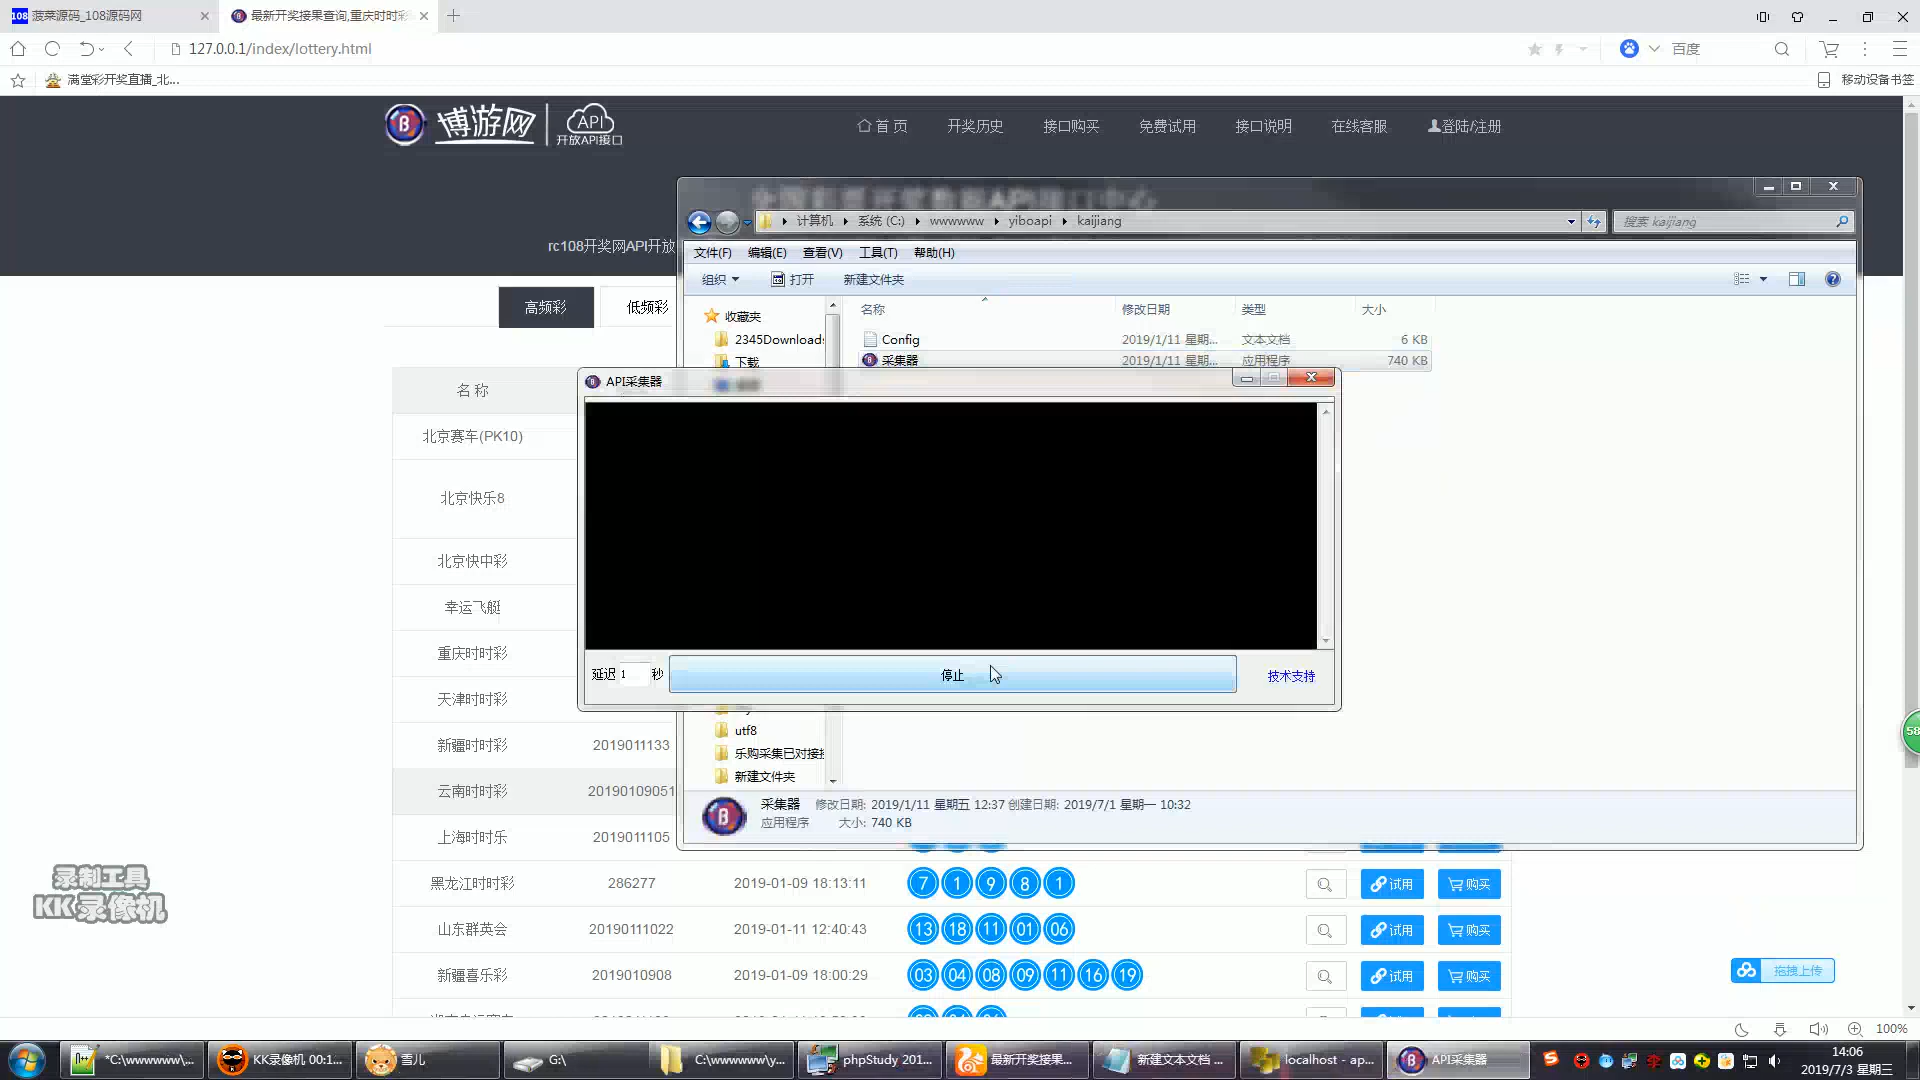 108 菠菜源码_108源码网
最新开奖接果查询,重庆时时彩
127.0.0.1/index/lottery.html
百度
满堂彩开奖直播_北...
移动设备书签
博游网
API
开放API接口
首 页
开奖历史
接口购买
免费试用
接口说明
在线客服
登陆/注册
rc108开奖网API开放
高频彩
低频彩
计算机
系统 (C:)
wwwwww
yiboapi
kaijiang
搜索 kaijiang
文件(F)
编辑(E)
查看(V)
工具(T)
帮助(H)
组织
打开
新建文件夹
名称
修改日期
类型
大小
收藏夹
2345Downloads
下载
Config
2019/1/11 星期...
文本文档
6 KB
采集器
2019/1/11 星期...
应用程序
740 KB
API采集器
延迟 1 秒
停止
技术支持
utf8
乐购采集已对接
新建文件夹
采集器
修改日期: 2019/1/11 星期五 12:37 创建日期: 2019/7/1 星期一 10:32
应用程序
大小: 740 KB
名 称
北京赛车(PK10)
北京快乐8
北京快中彩
幸运飞艇
重庆时时彩
天津时时彩
新疆时时彩 2019011133
云南时时彩 20190109051
上海时时乐 2019011105
黑龙江时时彩 286277 2019-01-09 18:13:11 7 1 9 8 1 试用 购买
山东群英会 20190111022 2019-01-11 12:40:43 13 18 11 01 06 试用 购买
新疆喜乐彩 2019010908 2019-01-09 18:00:29 03 04 08 09 11 16 19 试用 购买
录制工具
KK录像机
拖拽上传
58
100%
*C:\wwwwww\...
KK录像机 00:1...
雪儿
G:\
C:\wwwwww\y...
phpStudy 201...
最新开奖接果...
新建文本文档 ...
localhost - ap...
API采集器
14:06
2019/7/3 星期三